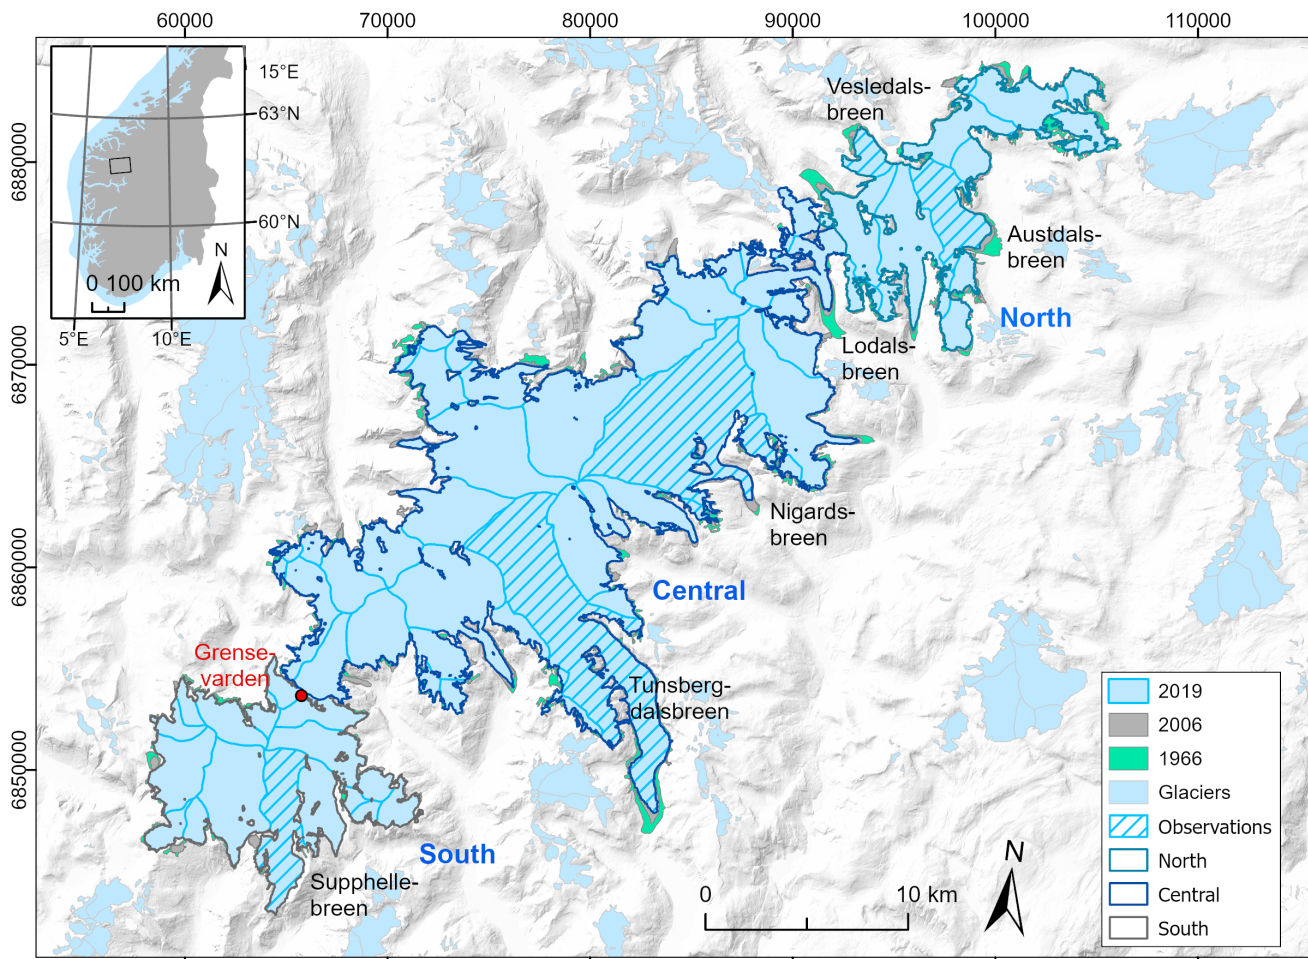 60000
70000
80000
90000
100000
110000
6880000
6870000
6860000
6850000
15°E
63°N
60°N
N
0 100 km
5°E
10°E
Vesledals-
breen
Austdals-
breen
North
Lodals-
breen
Nigards-
breen
Central
Grense-
varden
Tunsberg-
dalsbreen
South
Supphelle-
breen
N
0
10 km
2019
2006
1966
Glaciers
Observations
North
Central
South